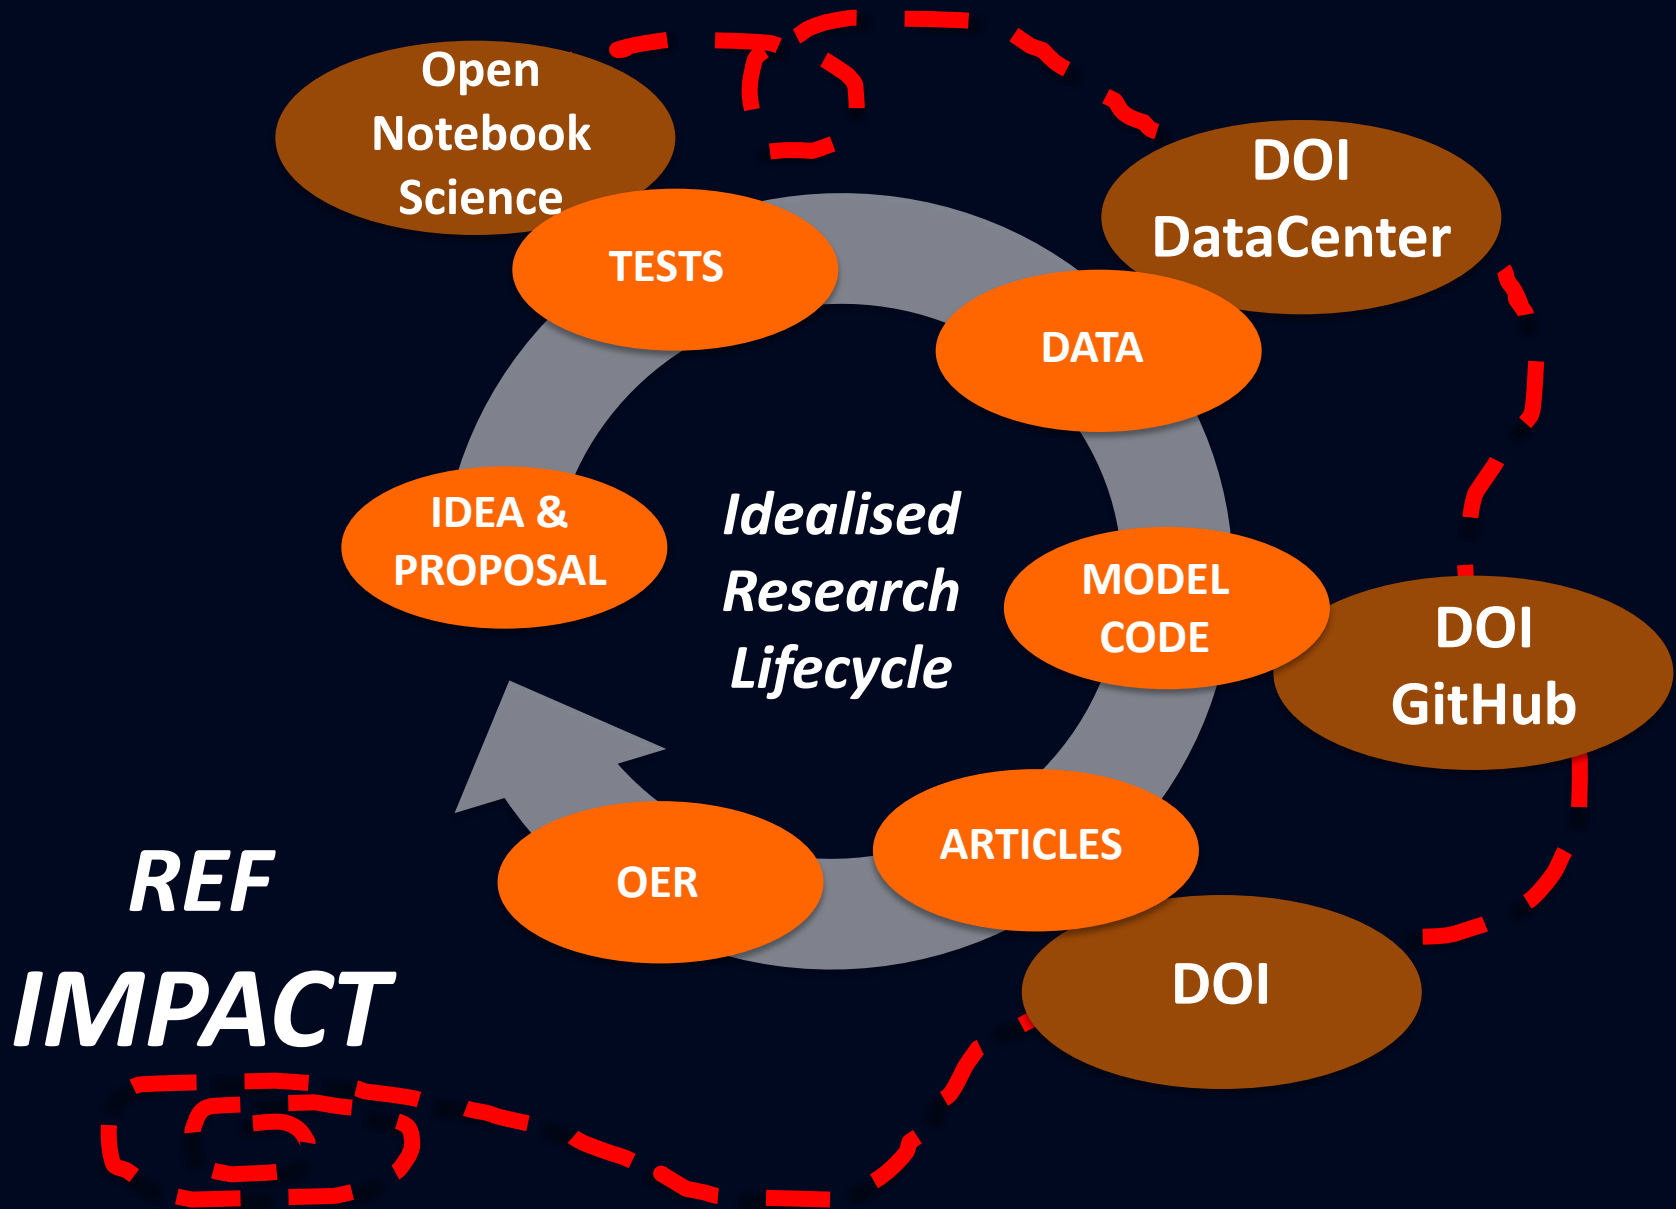 Open
Notebook
Science
TESTS
DOI
DataCenter
DATA
IDEA &
PROPOSAL
Idealised
Research
Lifecycle
MODEL
CODE
DOI
GitHub
ARTICLES
OER
DOI
REF
IMPACT